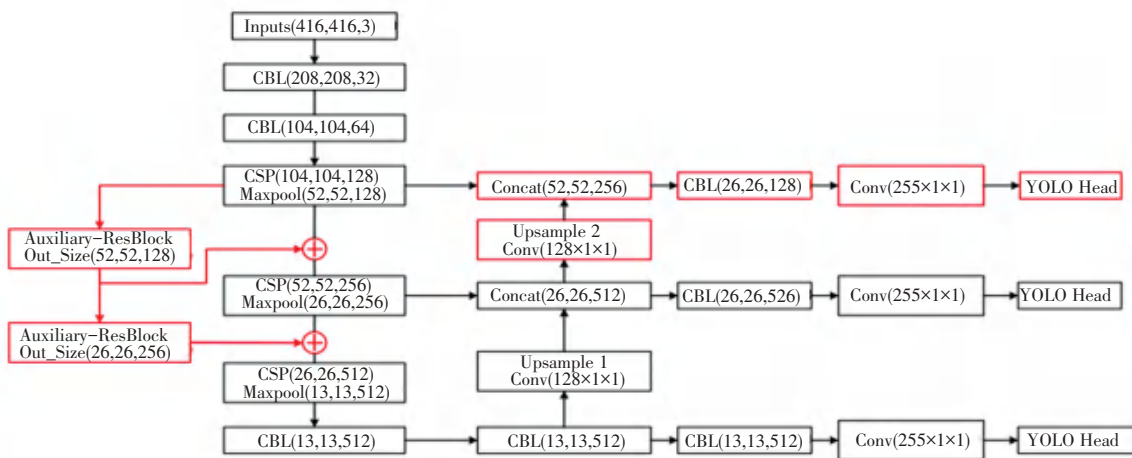 Inputs(416,416,3)
CBL(208,208,32)
CBL(104,104,64)
CSP(104,104,128)
Maxpool(52,52,128)
Concat(52,52,256)
CBL(26,26,128)
Conv(255×1×1)
YOLO Head
Auxiliary-ResBlock
Out_Size(52,52,128)
Upsample 2
Conv(128×1×1)
CSP(52,52,256)
Maxpool(26,26,256)
Concat(26,26,512)
CBL(26,26,526)
Conv(255×1×1)
YOLO Head
Auxiliary-ResBlock
Out_Size(26,26,256)
Upsample 1
Conv(128×1×1)
CSP(26,26,512)
Maxpool(13,13,512)
CBL(13,13,512)
CBL(13,13,512)
CBL(13,13,512)
Conv(255×1×1)
YOLO Head